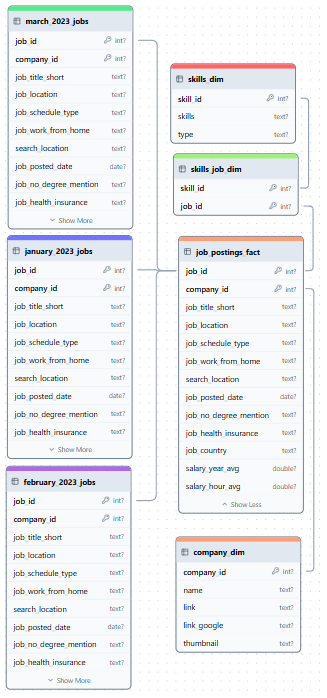 march_2023_jobs
job_id int?
company_id int?
job_title_short text?
job_location text?
job_schedule_type text?
job_work_from_home text?
search_location text?
job_posted_date date?
job_no_degree_mention text?
job_health_insurance text?
Show More
january_2023_jobs
job_id int?
company_id int?
job_title_short text?
job_location text?
job_schedule_type text?
job_work_from_home text?
search_location text?
job_posted_date date?
job_no_degree_mention text?
job_health_insurance text?
Show More
february_2023_jobs
job_id int?
company_id int?
job_title_short text?
job_location text?
job_schedule_type text?
job_work_from_home text?
search_location text?
job_posted_date date?
job_no_degree_mention text?
job_health_insurance text?
Show More
skills_dim
skill_id int?
skills text?
type text?
skills_job_dim
skill_id int?
job_id int?
job_postings_fact
job_id int?
company_id int?
job_title_short text?
job_location text?
job_schedule_type text?
job_work_from_home text?
search_location text?
job_posted_date date?
job_no_degree_mention text?
job_health_insurance text?
job_country text?
salary_year_avg double?
salary_hour_avg double?
Show Less
company_dim
company_id int?
name text?
link text?
link_google text?
thumbnail text?